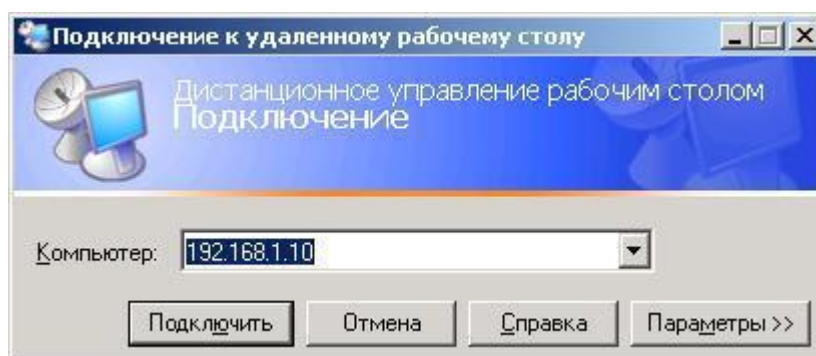 Подключение к удаленному рабочему столу
Дистанционное управление рабочим столом
Подключение
Компьютер: 192.168.1.10
Подключить Отмена Справка Параметры >>